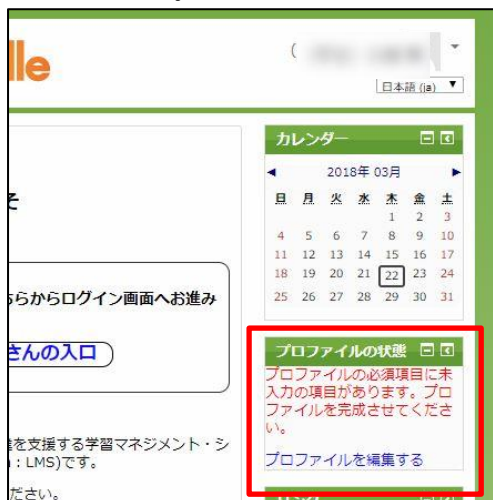 lle
(
日本語 (ja) ▼
カレンダー
◀ 2018年 03月 ▶
日 月 火 水 木 金 土
1 2 3
4 5 6 7 8 9 10
11 12 13 14 15 16 17
18 19 20 21 22 23 24
25 26 27 28 29 30 31
そ
ちらからログイン画面へお進み
さんの入口
プロファイルの状態
プロファイルの必須項目に未
入力の項目があります。プロ
ファイルを完成させてくださ
い。
プロファイルを編集する
を支援する学習マネジメント・シ
: LMS)です。
ださい。